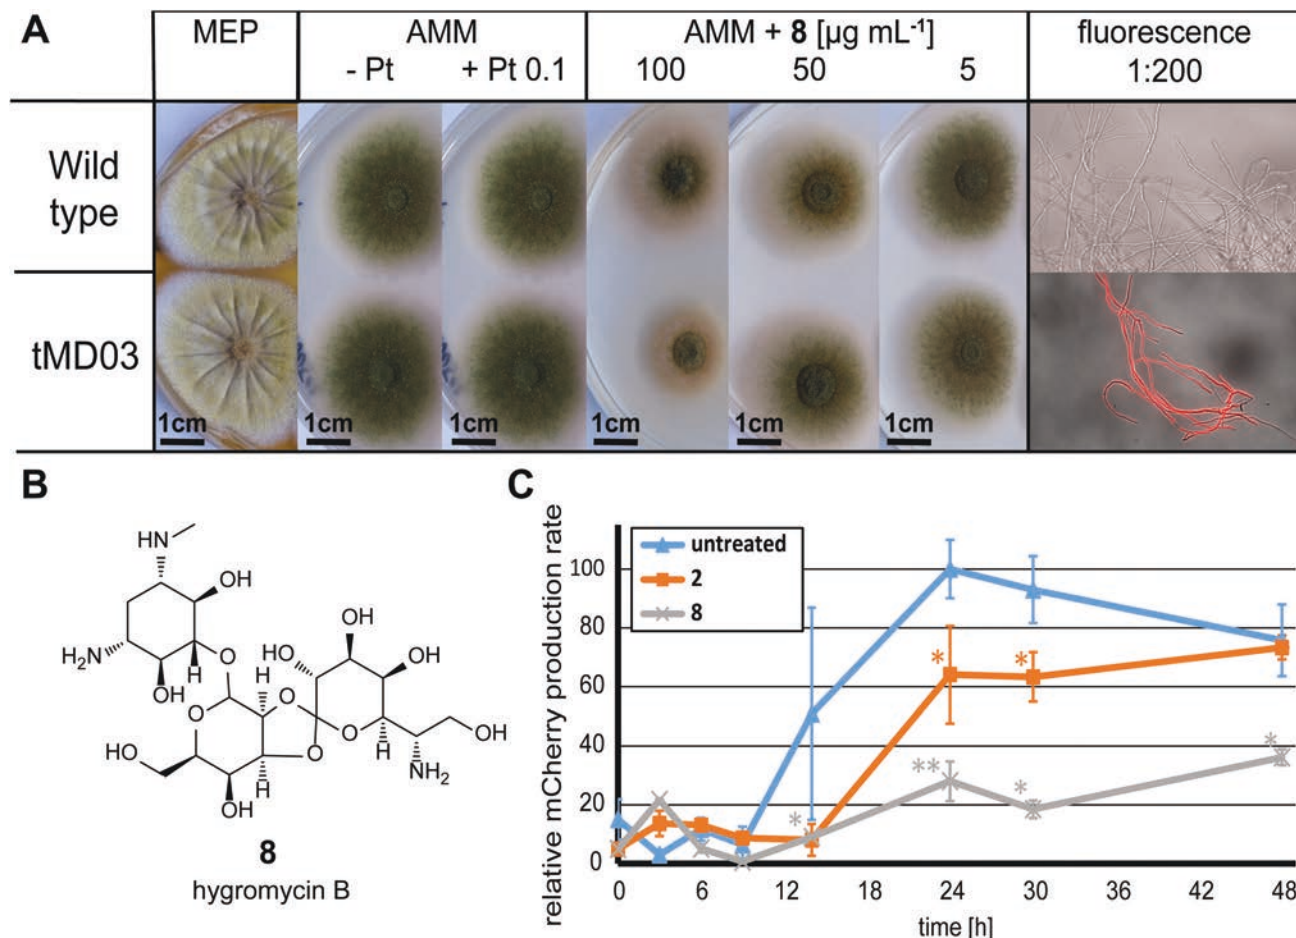 A
MEP
AMM
- Pt
+ Pt 0.1
AMM + 8 [µg mL⁻¹]
100
50
5
fluorescence
1:200
Wild
type
tMD03
1cm
1cm
1cm
1cm
1cm
1cm
B
HN
OH
H₂N
OH
H
O
HO
H
O
O
OH
OH
O
O
H
OH
NH₂
HO
OH
H
8
hygromycin B
C
relative mCherry production rate
untreated
2
8
100
80
60
40
20
0
*
*
*
**
*
*
0
6
12
18
24
30
36
42
48
time [h]